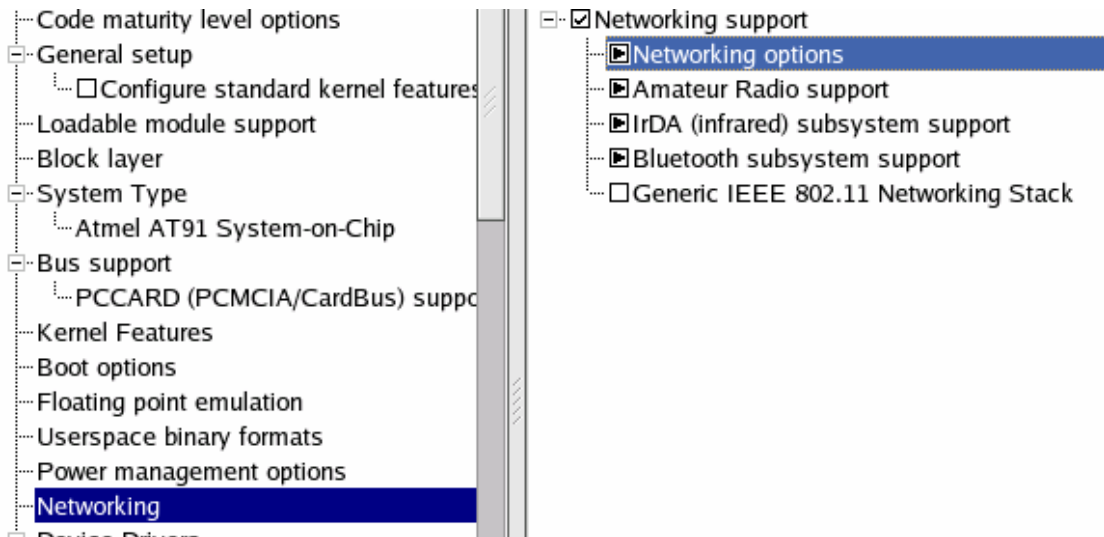 Code maturity level options
General setup
Configure standard kernel features
Loadable module support
Block layer
System Type
Atmel AT91 System-on-Chip
Bus support
PCCARD (PCMCIA/CardBus) suppo
Kernel Features
Boot options
Floating point emulation
Userspace binary formats
Power management options
Networking
Device Drivers
Networking support
Networking options
Amateur Radio support
IrDA (infrared) subsystem support
Bluetooth subsystem support
Generic IEEE 802.11 Networking Stack